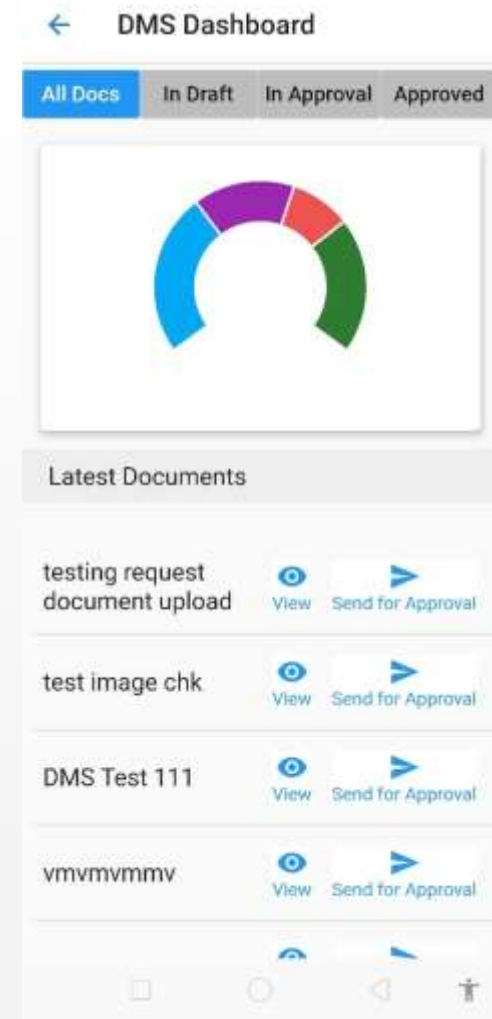 DMS Dashboard
All Docs In Draft In Approval Approved
Latest Documents
testing request
document upload
View Send for Approval
test image chk
View Send for Approval
DMS Test 111
View Send for Approval
vmvmvmmv
View Send for Approval